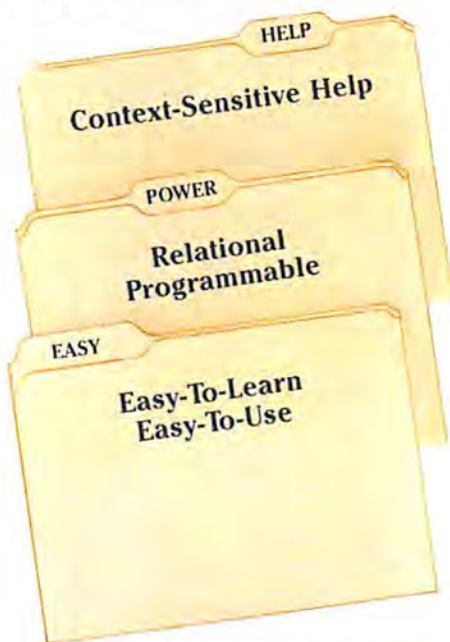 HELP
Context-Sensitive Help
POWER
Relational
Programmable
EASY
Easy-To-Learn
Easy-To-Use